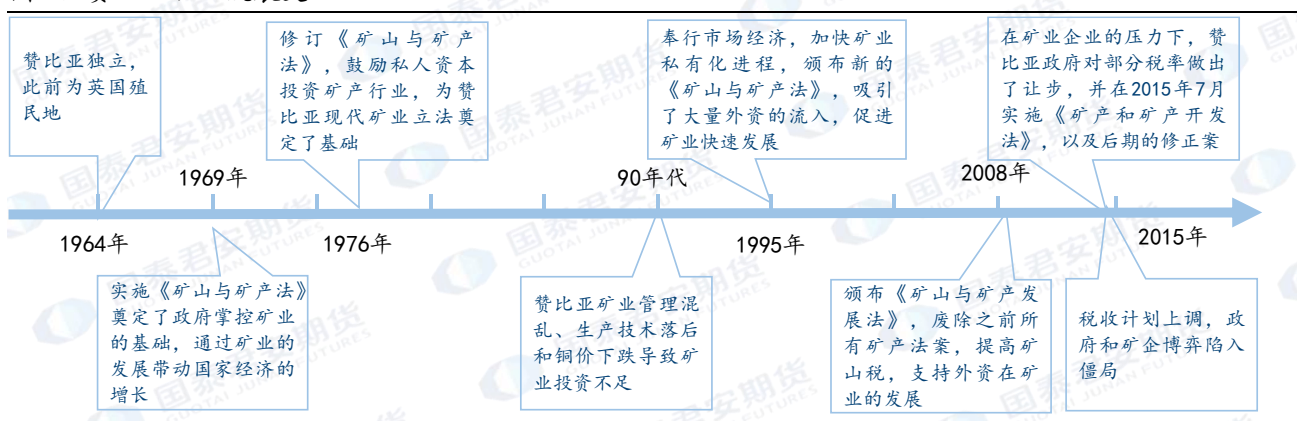 赞比亚独立，
此前为英国殖
民地
修订《矿山与矿产
法》，鼓励私人资本
投资矿产行业，为赞
比亚现代矿业立法奠
定了基础
奉行市场经济，加快矿业
私有化进程，颁布新的
《矿山与矿产法》，吸引
了大量外资的流入，促进
矿业快速发展
在矿业企业的压力下，赞
比亚政府对部分税率做出
了让步，并在2015年7月
实施《矿产和矿产开发
法》，以及后期的修正案
1969年
90年代
2008年
1964年
1976年
1995年
2015年
实施《矿山与矿产法》
奠定了政府掌控矿业
的基础，通过矿业的
发展带动国家经济的
增长
赞比亚矿业管理混
乱、生产技术落后
和铜价下跌导致矿
业投资不足
颁布《矿山与矿产发
展法》，废除之前所
有矿产法案，提高矿
山税，支持外资在矿
业的发展
税收计划上调，政
府和矿企博弈陷入
僵局
国泰君安期货
GUOTAI JUNAN FUTURES